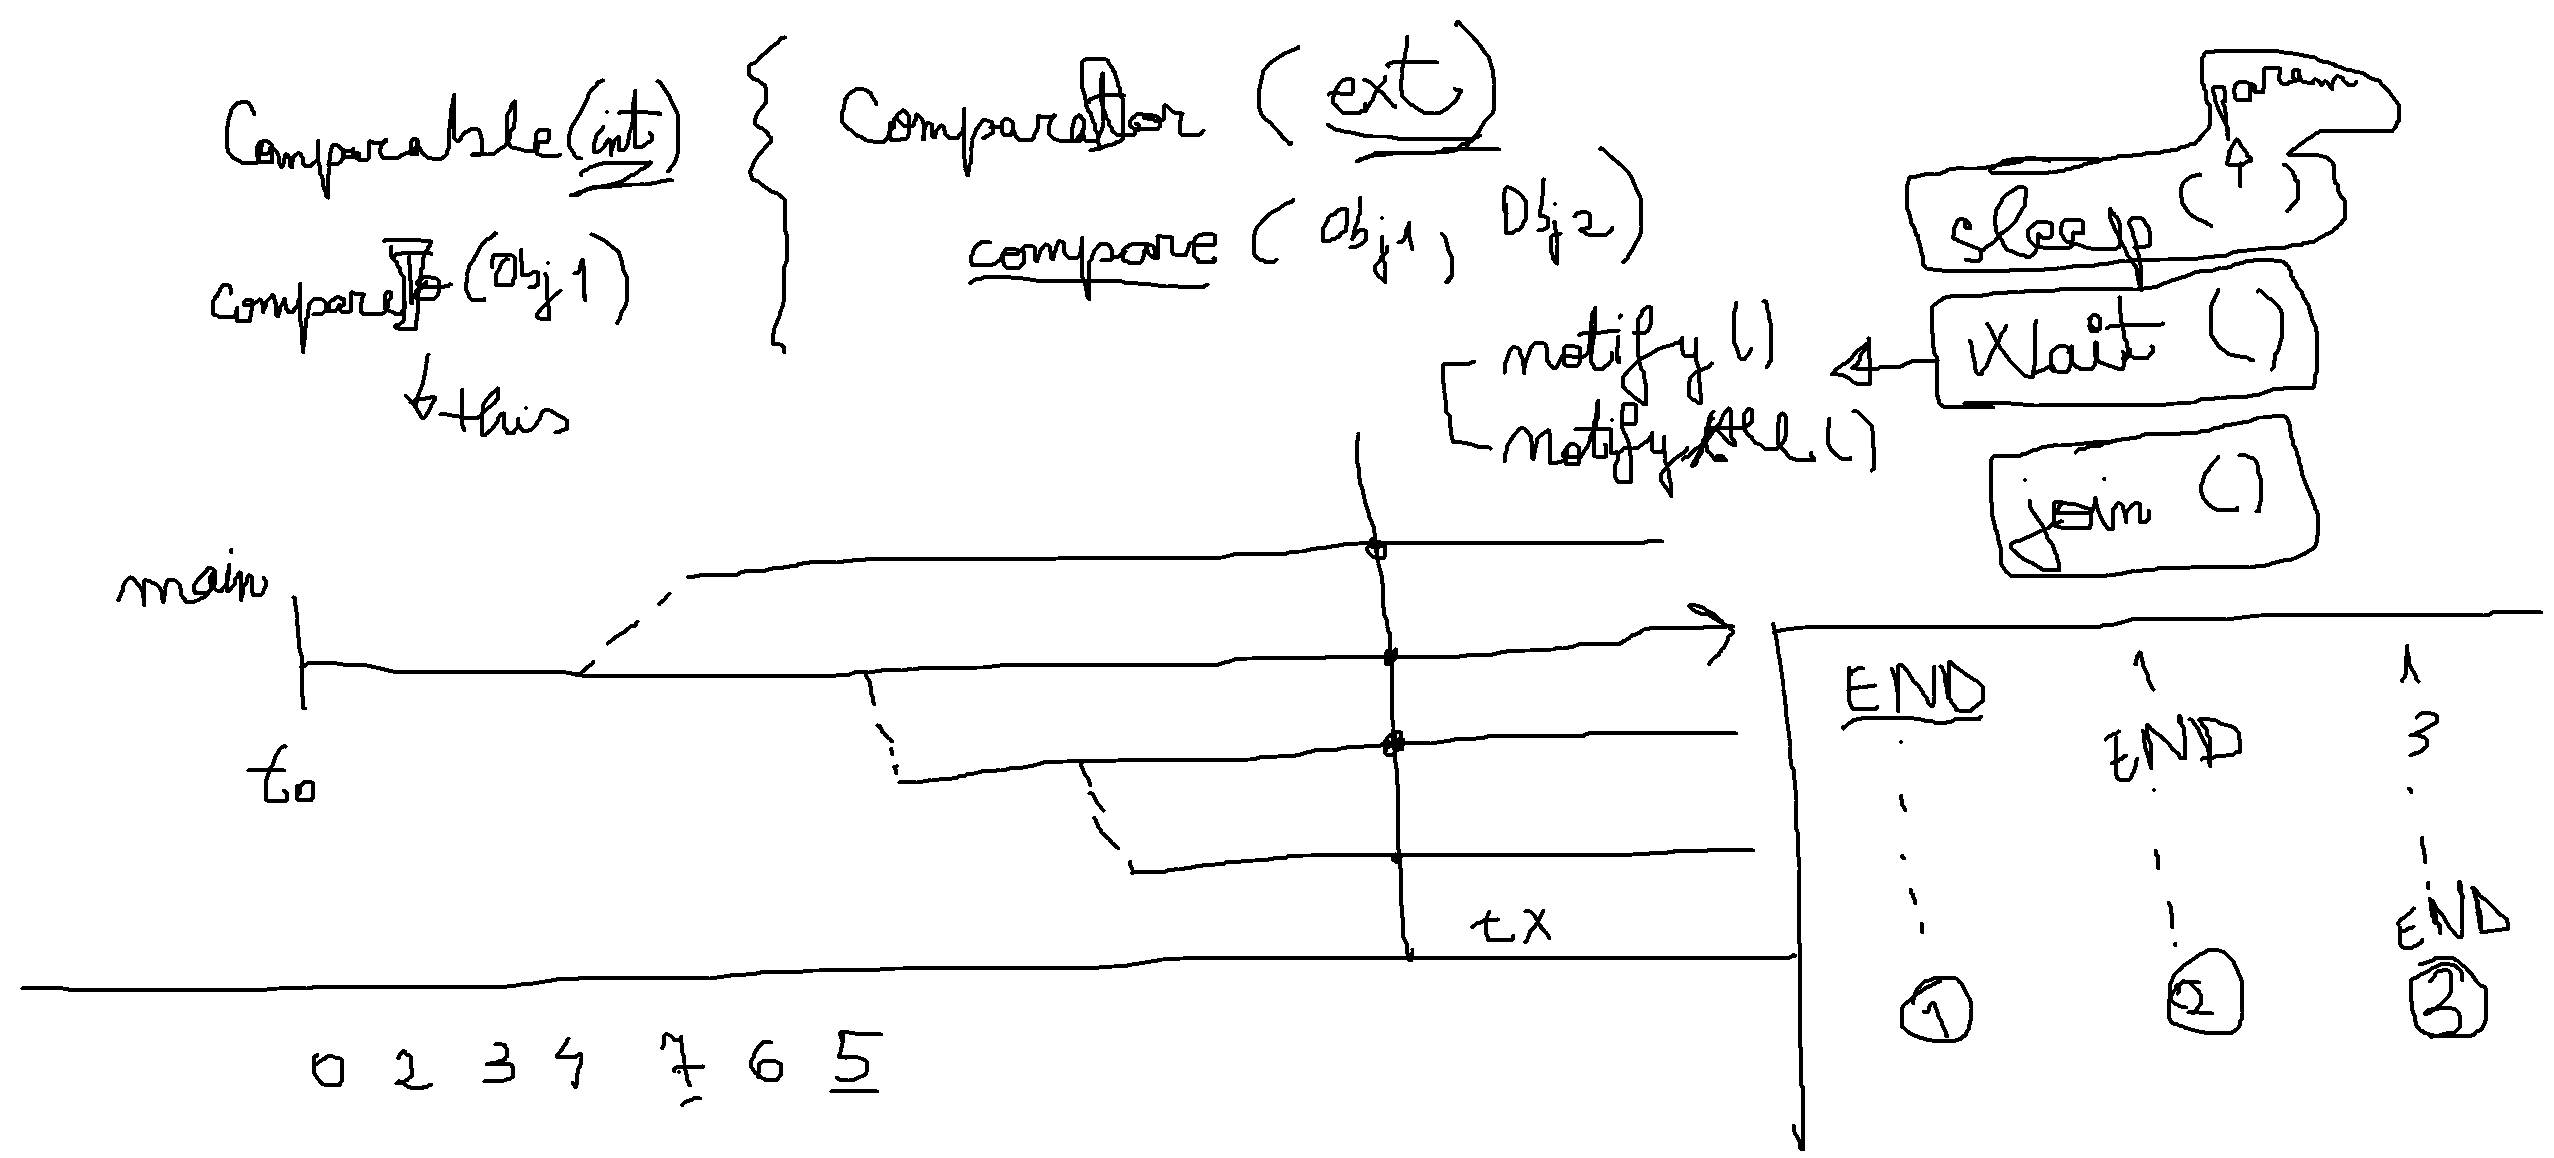 Comparable (int)
compareTo (Obj1)
this
Comparator (ext)
compare (Obj1, Obj2)
param
sleep ( )
wait ( )
notify ( )
notifyAll ( )
join ( )
main
to
tx
END
1
1
END
2
1
3
END
3
0 2 3 4 7 6 5